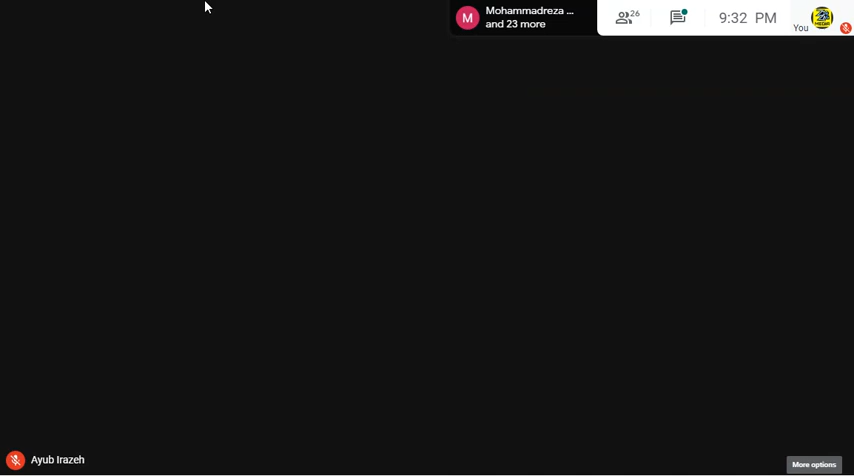 Mohammadreza ...
and 23 more
26
9:32 PM
You
Ayub Irazeh
More options